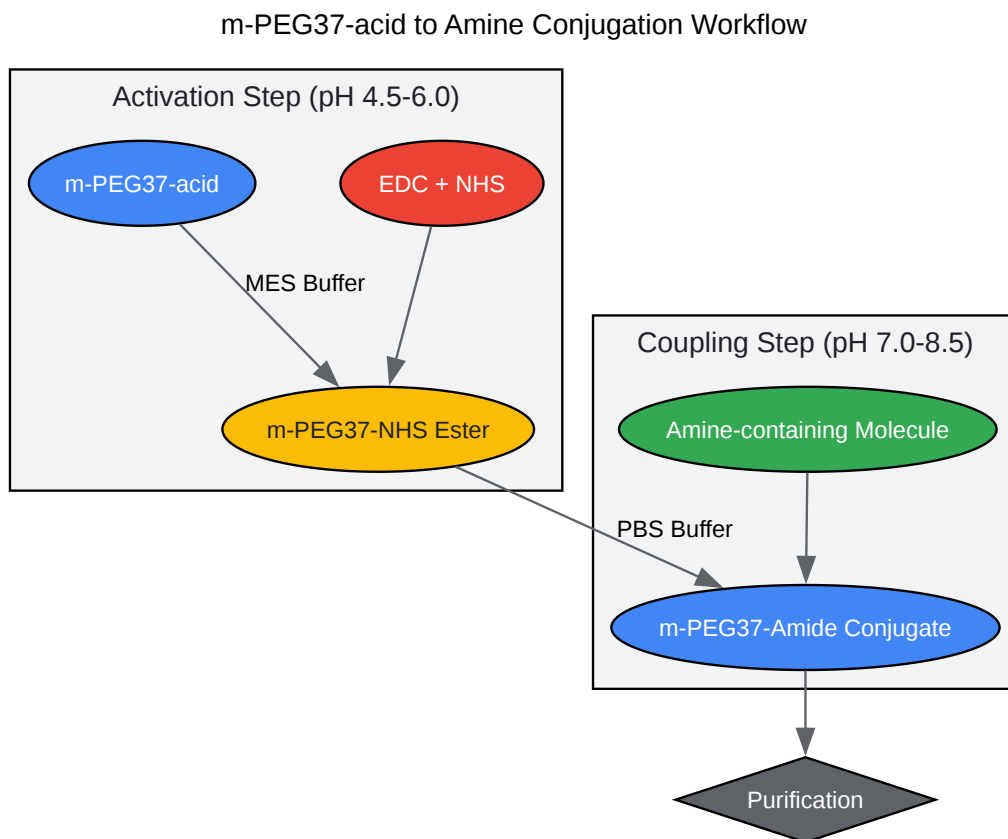 m-PEG37-acid to Amine Conjugation Workflow
Activation Step (pH 4.5-6.0)
m-PEG37-acid
EDC + NHS
MES Buffer
m-PEG37-NHS Ester
Coupling Step (pH 7.0-8.5)
Amine-containing Molecule
PBS Buffer
m-PEG37-Amide Conjugate
Purification